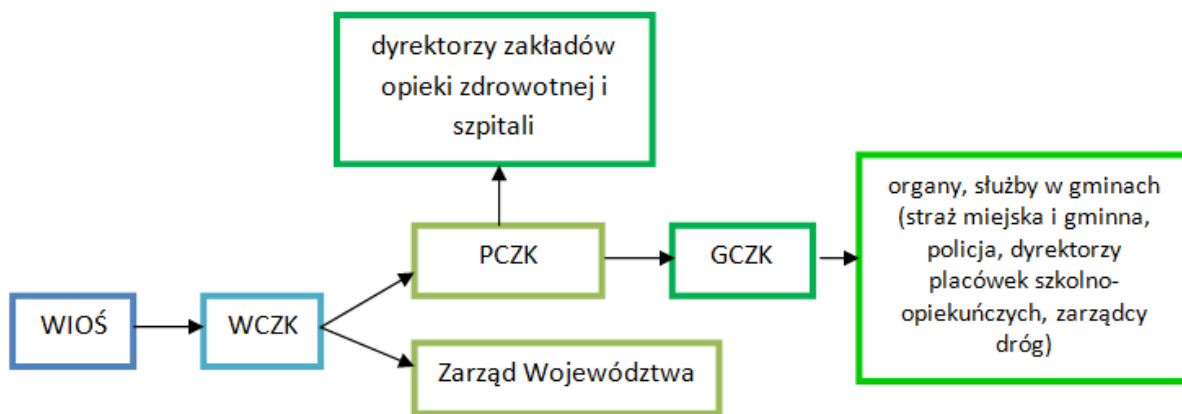 dyrektorzy zakładów
opieki zdrowotnej i
szpitali
organy, służby w gminach
(straż miejska i gminna,
policja, dyrektorzy
placówek szkolno-
opiekuńczych, zarządcy
dróg)
PCZK
GCZK
WIOŚ
WCZK
Zarząd Województwa